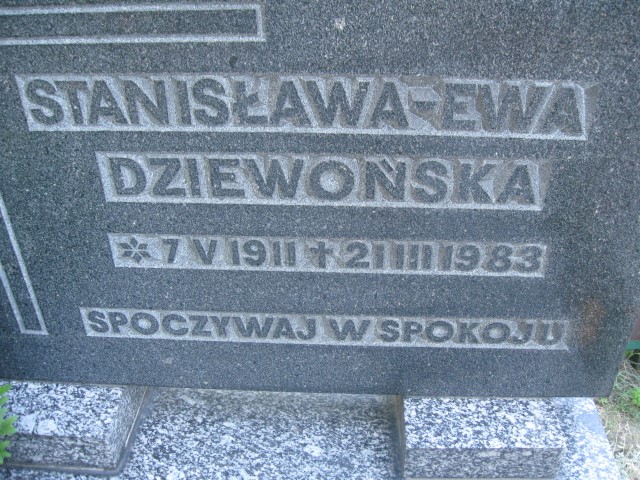 STANISŁAWA-EWA
DZIEWOŃSKA
* 7 V 1911 † 21 III 1983
SPOCZYWAJ W SPOKOJU